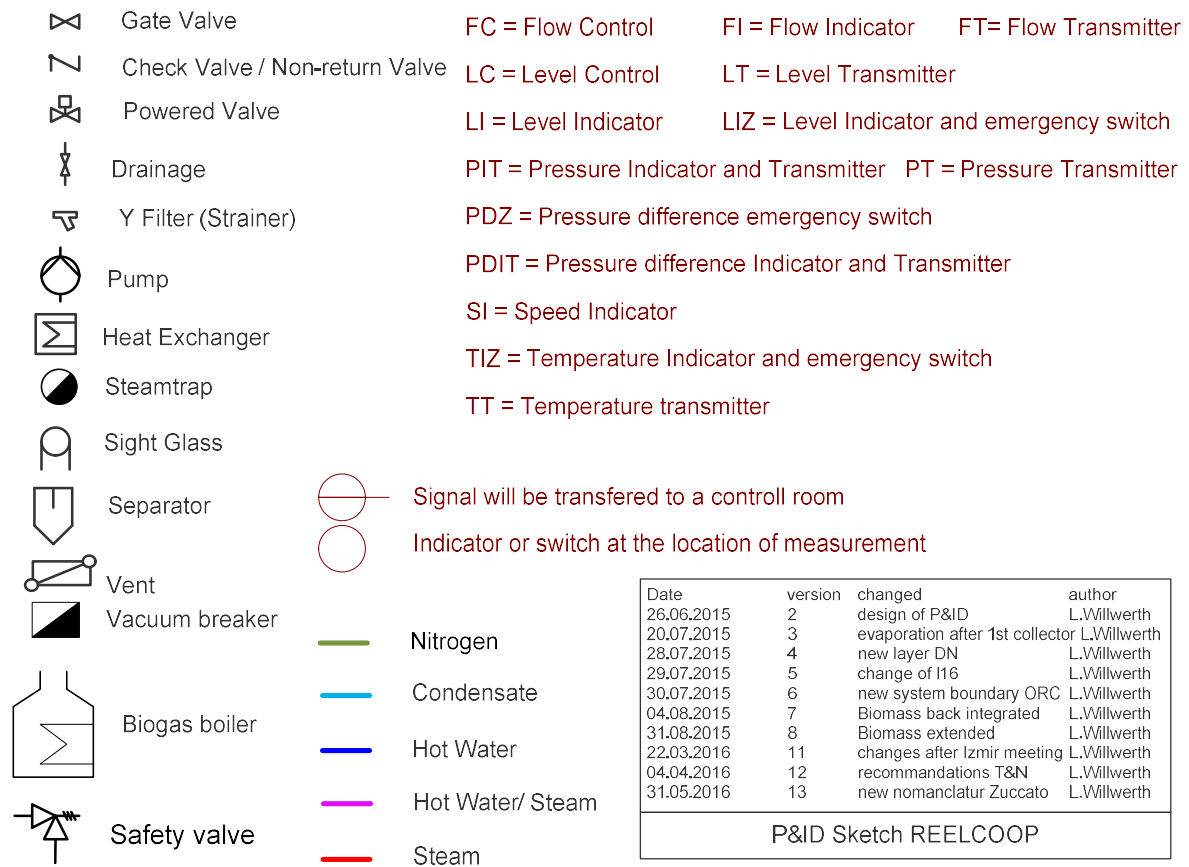 Gate Valve
Check Valve / Non-return Valve
Powered Valve
Drainage
Y Filter (Strainer)
Pump
Heat Exchanger
Steamtrap
Sight Glass
Separator
Vent
Vacuum breaker
Biogas boiler
Safety valve
FC = Flow Control FI = Flow Indicator FT= Flow Transmitter
LC = Level Control LT = Level Transmitter
LI = Level Indicator LIZ = Level Indicator and emergency switch
PIT = Pressure Indicator and Transmitter PT = Pressure Transmitter
PDZ = Pressure difference emergency switch
PDIT = Pressure difference Indicator and Transmitter
SI = Speed Indicator
TIZ = Temperature Indicator and emergency switch
TT = Temperature transmitter
Signal will be transfered to a controll room
Indicator or switch at the location of measurement
Nitrogen
Condensate
Hot Water
Hot Water/ Steam
Steam
Date version changed author
26.06.2015 2 design of P&ID L.Willwerth
20.07.2015 3 evaporation after 1st collector L.Willwerth
28.07.2015 4 new layer DN L.Willwerth
29.07.2015 5 change of I16 L.Willwerth
30.07.2015 6 new system boundary ORC L.Willwerth
04.08.2015 7 Biomass back integrated L.Willwerth
31.08.2015 8 Biomass extended L.Willwerth
22.03.2016 11 changes after Izmir meeting L.Willwerth
04.04.2016 12 recommandations T&N L.Willwerth
31.05.2016 13 new nomanclatur Zuccato L.Willwerth
P&ID Sketch REELCOOP